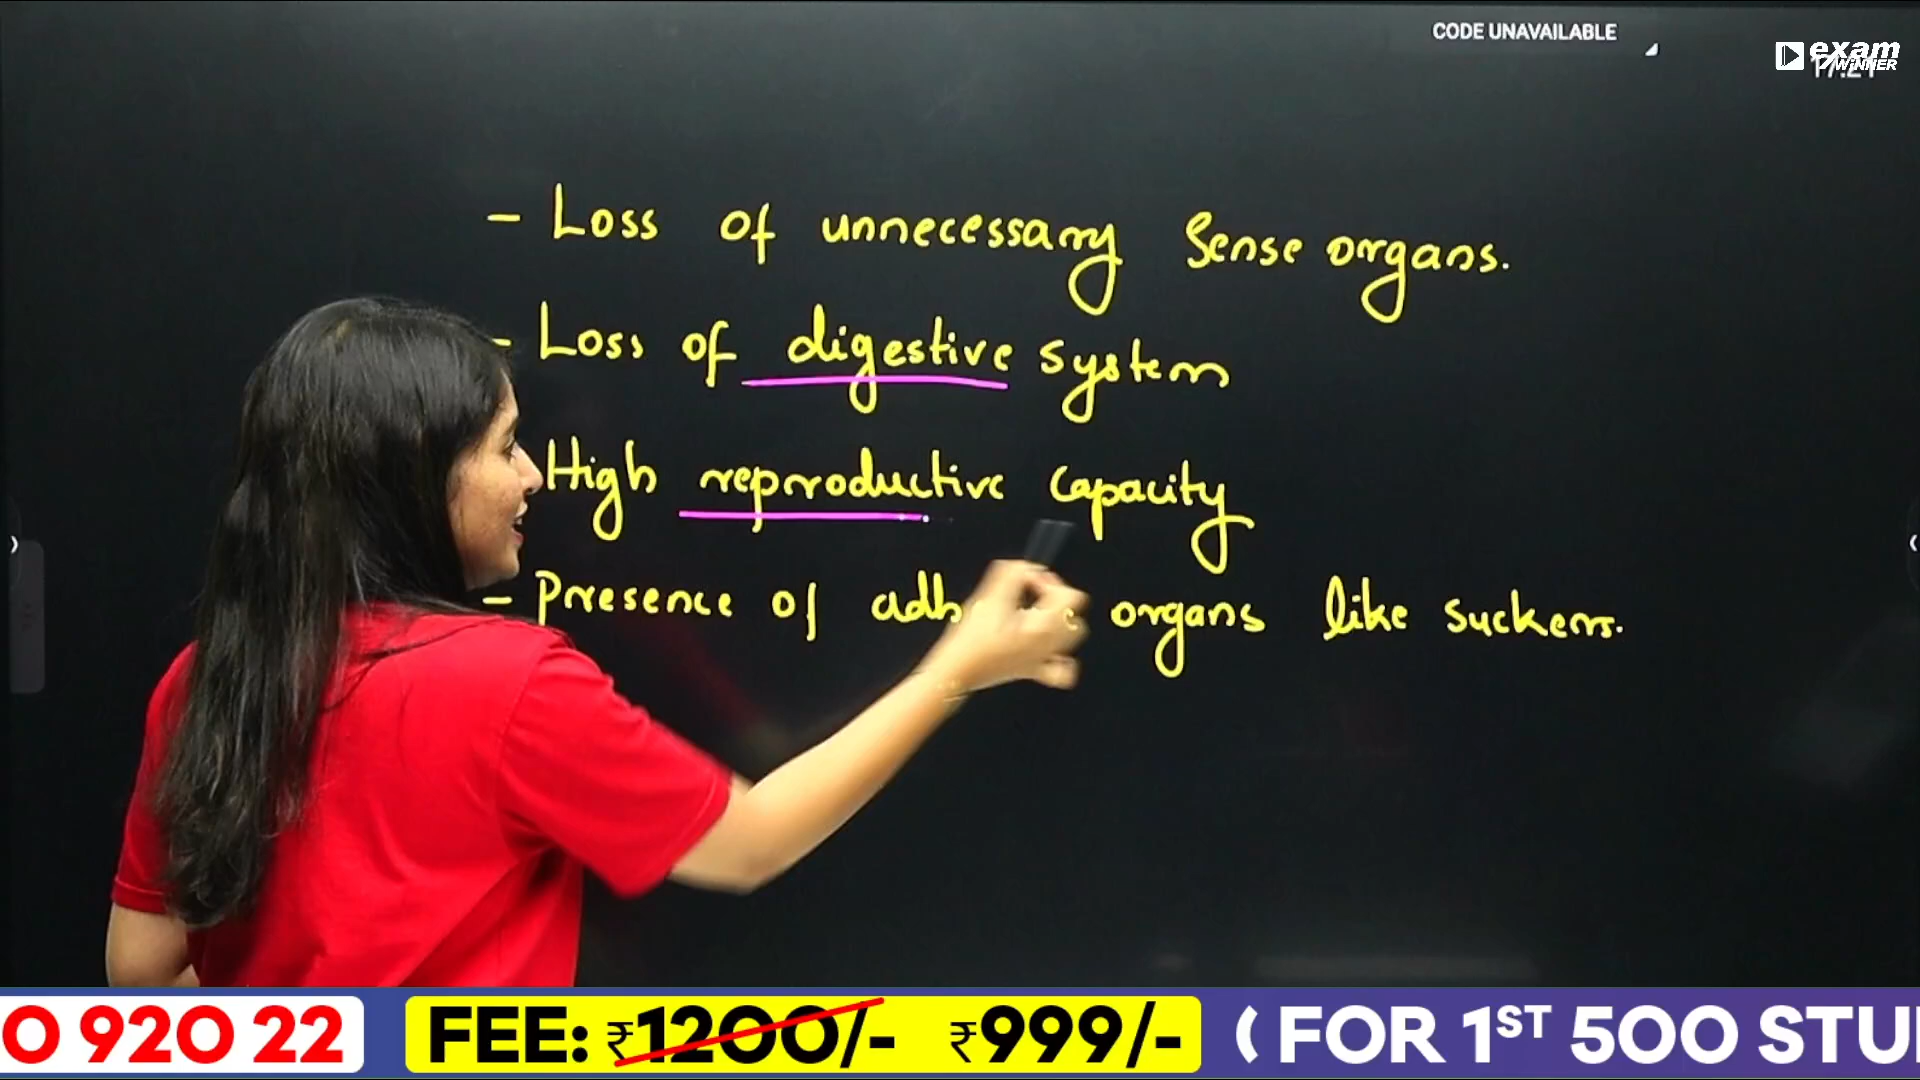 CODE UNAVAILABLE
exam
WINNER
- Loss of unnecessary Sense organs.
- Loss of digestive system
High reproductive capacity
- Presence of organs like suckers.
0 920 22
FEE: ₹1200/- ₹999/-
( FOR 1ST 500 STU